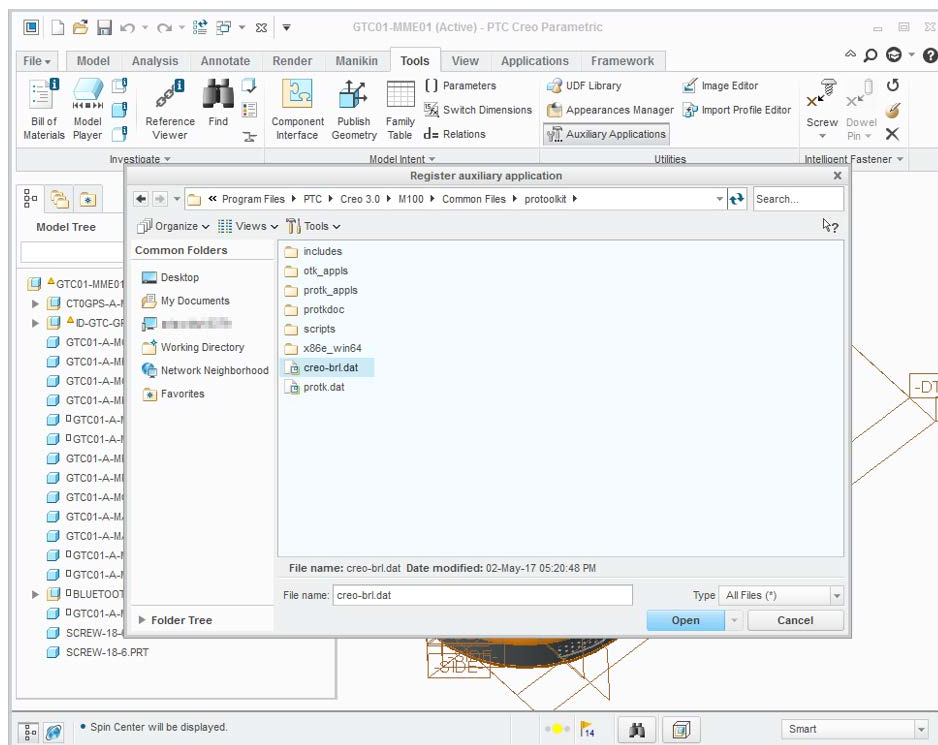 GTC01-MME01 (Active) - PTC Creo Parametric
File Model Analysis Annotate Render Manikin Tools View Applications Framework
Bill of Materials
Model Player
Reference Viewer
Find
Component Interface
Publish Geometry
Family Table
[] Parameters
Switch Dimensions
d= Relations
UDF Library
Appearances Manager
Auxiliary Applications
Image Editor
Import Profile Editor
Screw
Dowel Pin
Investigate Model Intent Utilities Intelligent Fastener
Register auxiliary application
« Program Files PTC Creo 3.0 M100 Common Files protoolkit Search...
Organize Views Tools
Model Tree
Common Folders
Desktop
My Documents
Working Directory
Network Neighborhood
Favorites
Folder Tree
includes
otk_appls
protk_appls
protkdoc
scripts
x86e_win64
creo-brl.dat
protk.dat
GTC01-MME01
CT0GPS-A-
ID-GTC-
GTC01-A-
GTC01-A-
GTC01-A-
GTC01-A-
GTC01-A-
GTC01-A-
GTC01-A-
GTC01-A-
GTC01-A-
GTC01-A-
GTC01-A-
GTC01-A-
GTC01-A-
BLUETOOT
GTC01-A-
SCREW-18-
SCREW-18-6.PRT
File name: creo-brl.dat Date modified: 02-May-17 05:20:48 PM
File name: creo-brl.dat Type All Files (*)
Open Cancel
-DT
-SIDE-
-SIDE-
Spin Center will be displayed.
14
Smart